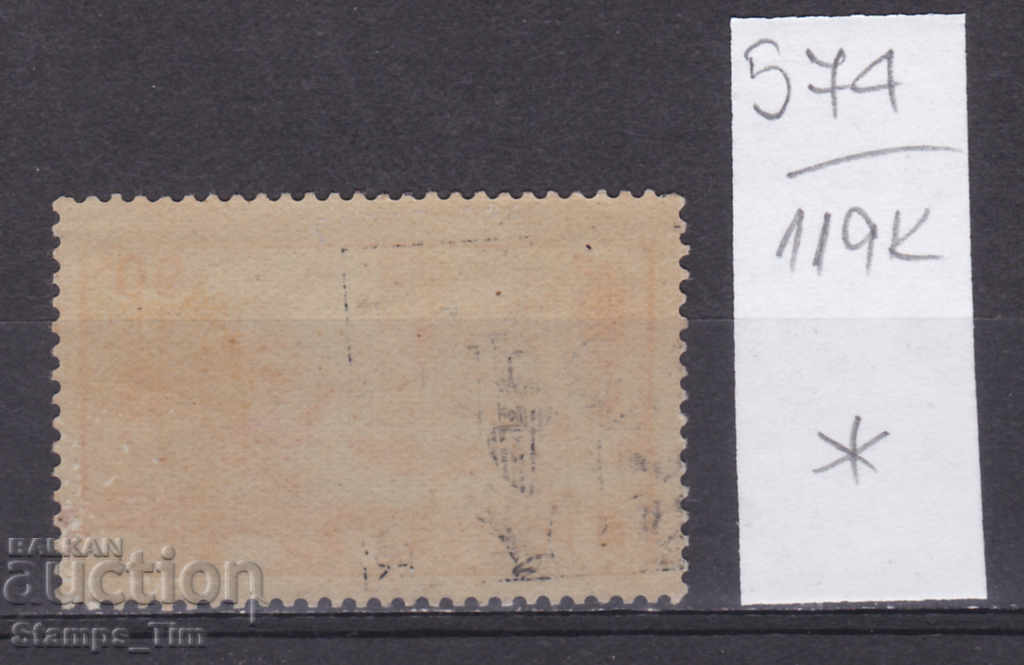 574
119K
*
BALKAN
auction
Stamps_Tim